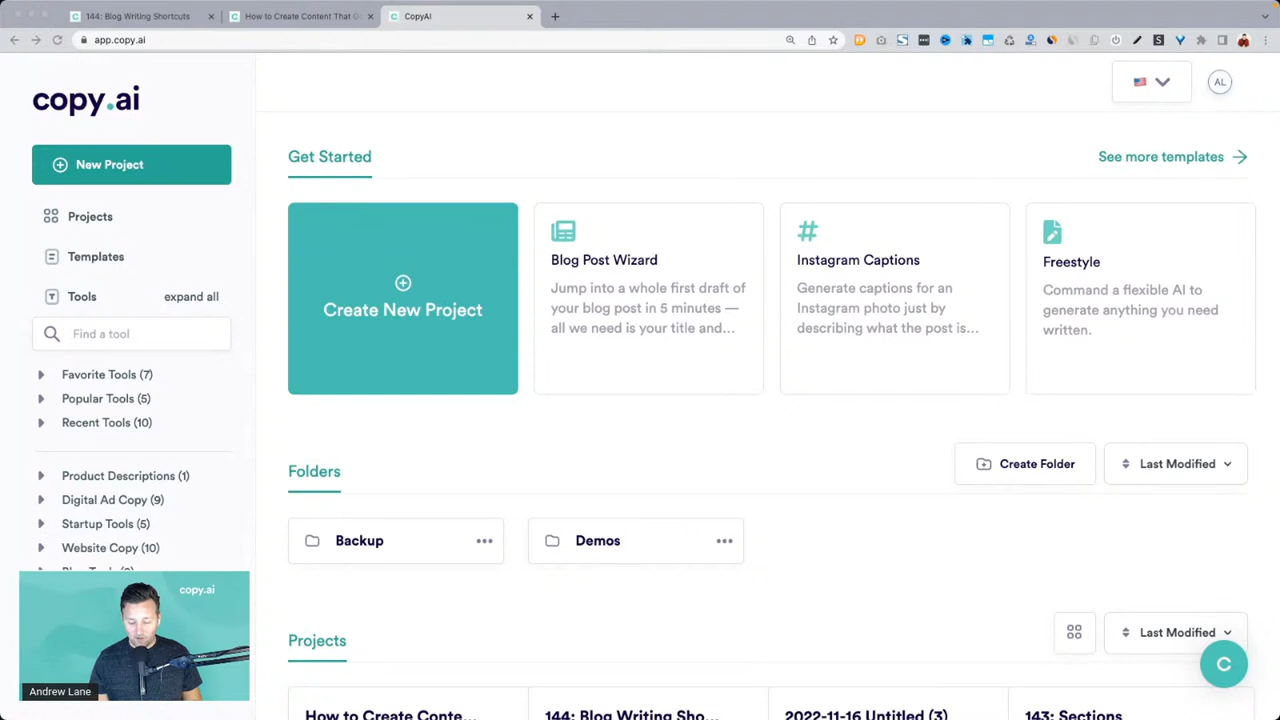 144: Blog Writing Shortcuts
How to Create Content That O
CopyAI
app.copy.ai
copy.ai
AL
New Project
Get Started
See more templates
Projects
Templates
Tools
expand all
Find a tool
Favorite Tools (7)
Popular Tools (5)
Recent Tools (10)
Product Descriptions (1)
Digital Ad Copy (9)
Startup Tools (5)
Website Copy (10)
Create New Project
Blog Post Wizard
Jump into a whole first draft of
your blog post in 5 minutes —
all we need is your title and...
#
Instagram Captions
Generate captions for an
Instagram photo just by
describing what the post is...
Freestyle
Command a flexible AI to
generate anything you need
written.
Folders
Create Folder
Last Modified
Backup
Demos
Projects
Last Modified
C
How to Create Conte...
144: Blog Writing Sho...
2022-11-16 Untitled (3)
143: Sections
copy.ai
Andrew Lane